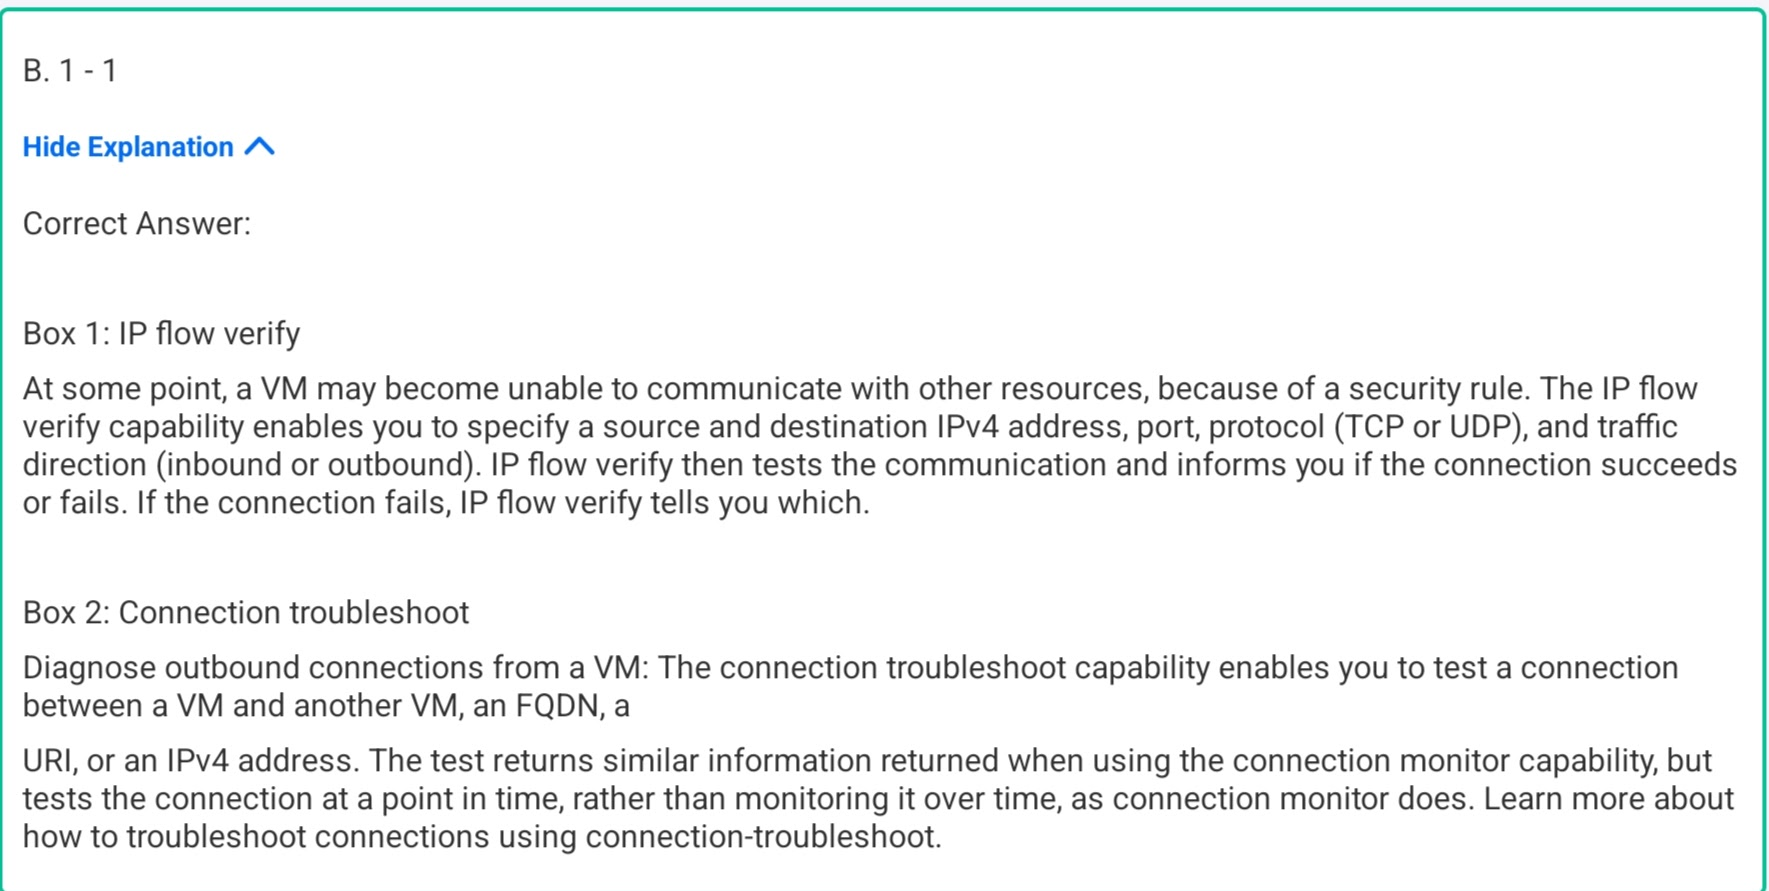 B. 1 - 1
Hide Explanation
Correct Answer:
Box 1: IP flow verify
At some point, a VM may become unable to communicate with other resources, because of a security rule. The IP flow
verify capability enables you to specify a source and destination IPv4 address, port, protocol (TCP or UDP), and traffic
direction (inbound or outbound). IP flow verify then tests the communication and informs you if the connection succeeds
or fails. If the connection fails, IP flow verify tells you which.
Box 2: Connection troubleshoot
Diagnose outbound connections from a VM: The connection troubleshoot capability enables you to test a connection
between a VM and another VM, an FQDN, a
URI, or an IPv4 address. The test returns similar information returned when using the connection monitor capability, but
tests the connection at a point in time, rather than monitoring it over time, as connection monitor does. Learn more about
how to troubleshoot connections using connection-troubleshoot.